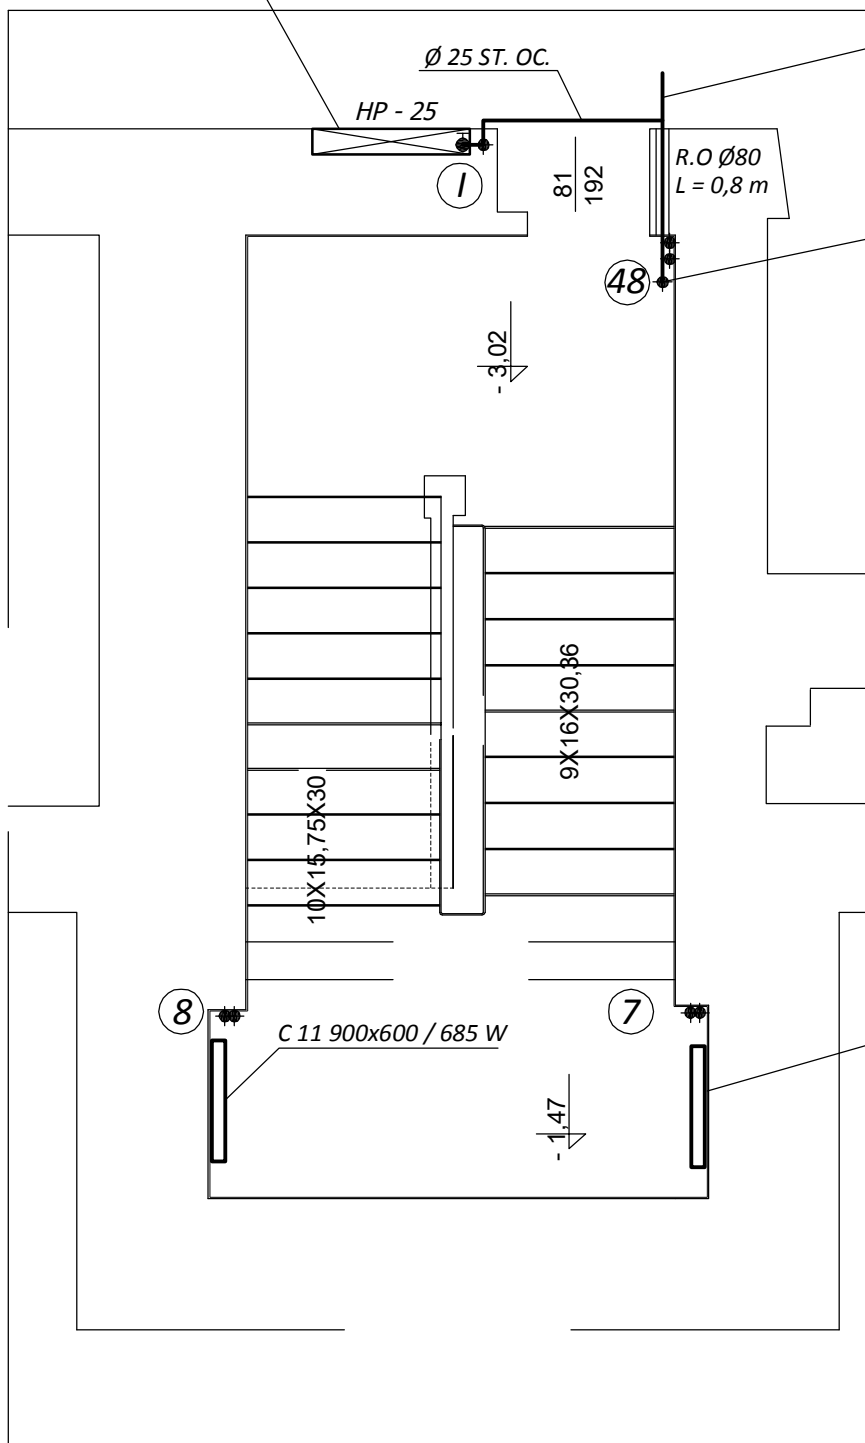 Ø 25 ST. OC.
HP - 25
R.O Ø80
L = 0,8 m
I
81
192
48
- 3,02
9X16X30,36
10X15,75X30
8
7
C 11 900x600 / 685 W
- 1,47